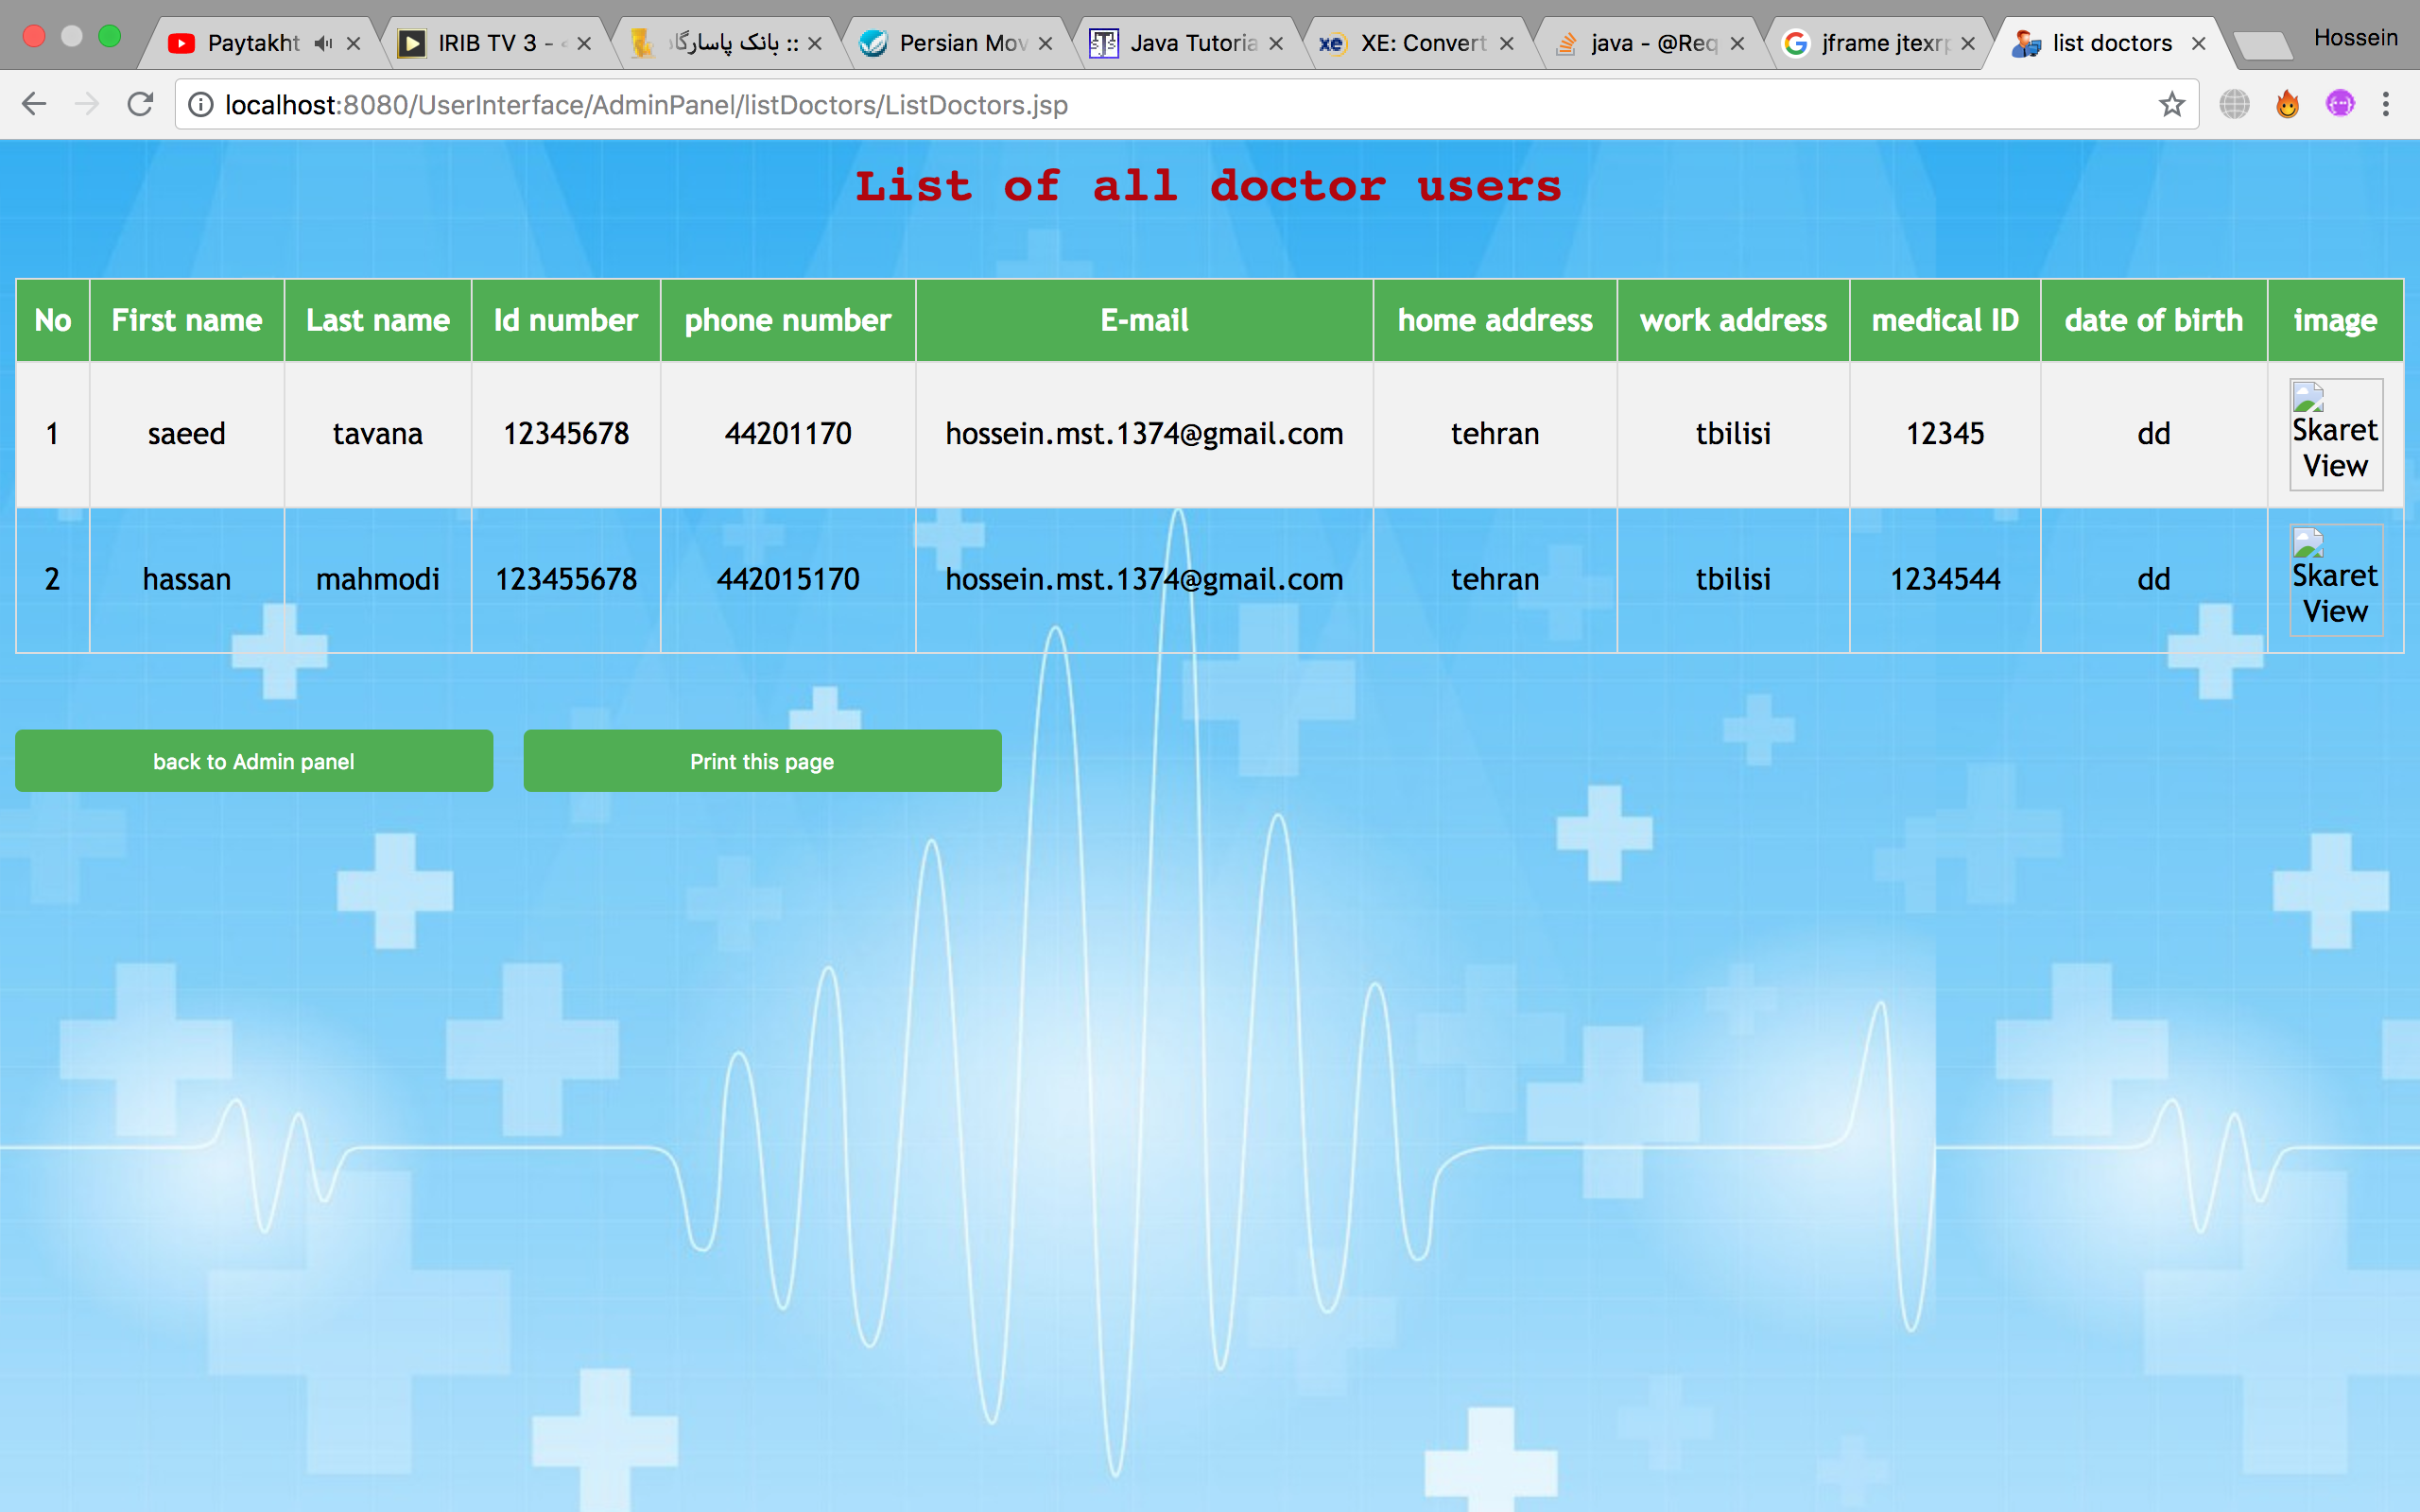 Paytakht
IRIB TV 3 -
بانک پاسارگاد ::
Persian Mov
Java Tutoria
XE: Convert
java - @Req
jframe jtexrp
list doctors
Hossein
localhost:8080/UserInterface/AdminPanel/listDoctors/ListDoctors.jsp
List of all doctor users
No First name Last name Id number phone number E-mail home address work address medical ID date of birth image
1 saeed tavana 12345678 44201170 hossein.mst.1374@gmail.com tehran tbilisi 12345 dd Skaret View
2 hassan mahmodi 123455678 442015170 hossein.mst.1374@gmail.com tehran tbilisi 1234544 dd Skaret View
back to Admin panel
Print this page